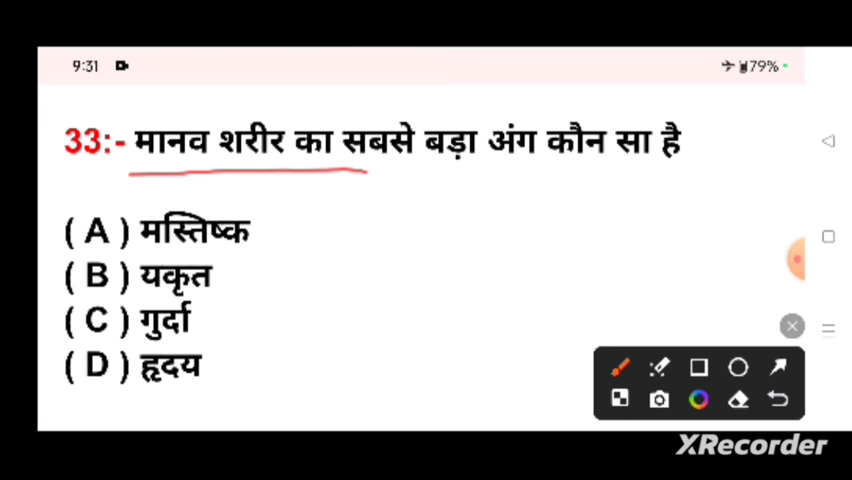 9:31
79%
33:- मानव शरीर का सबसे बड़ा अंग कौन सा है
( A ) मस्तिष्क
( B ) यकृत
( C ) गुर्दा
( D ) हृदय
XRecorder